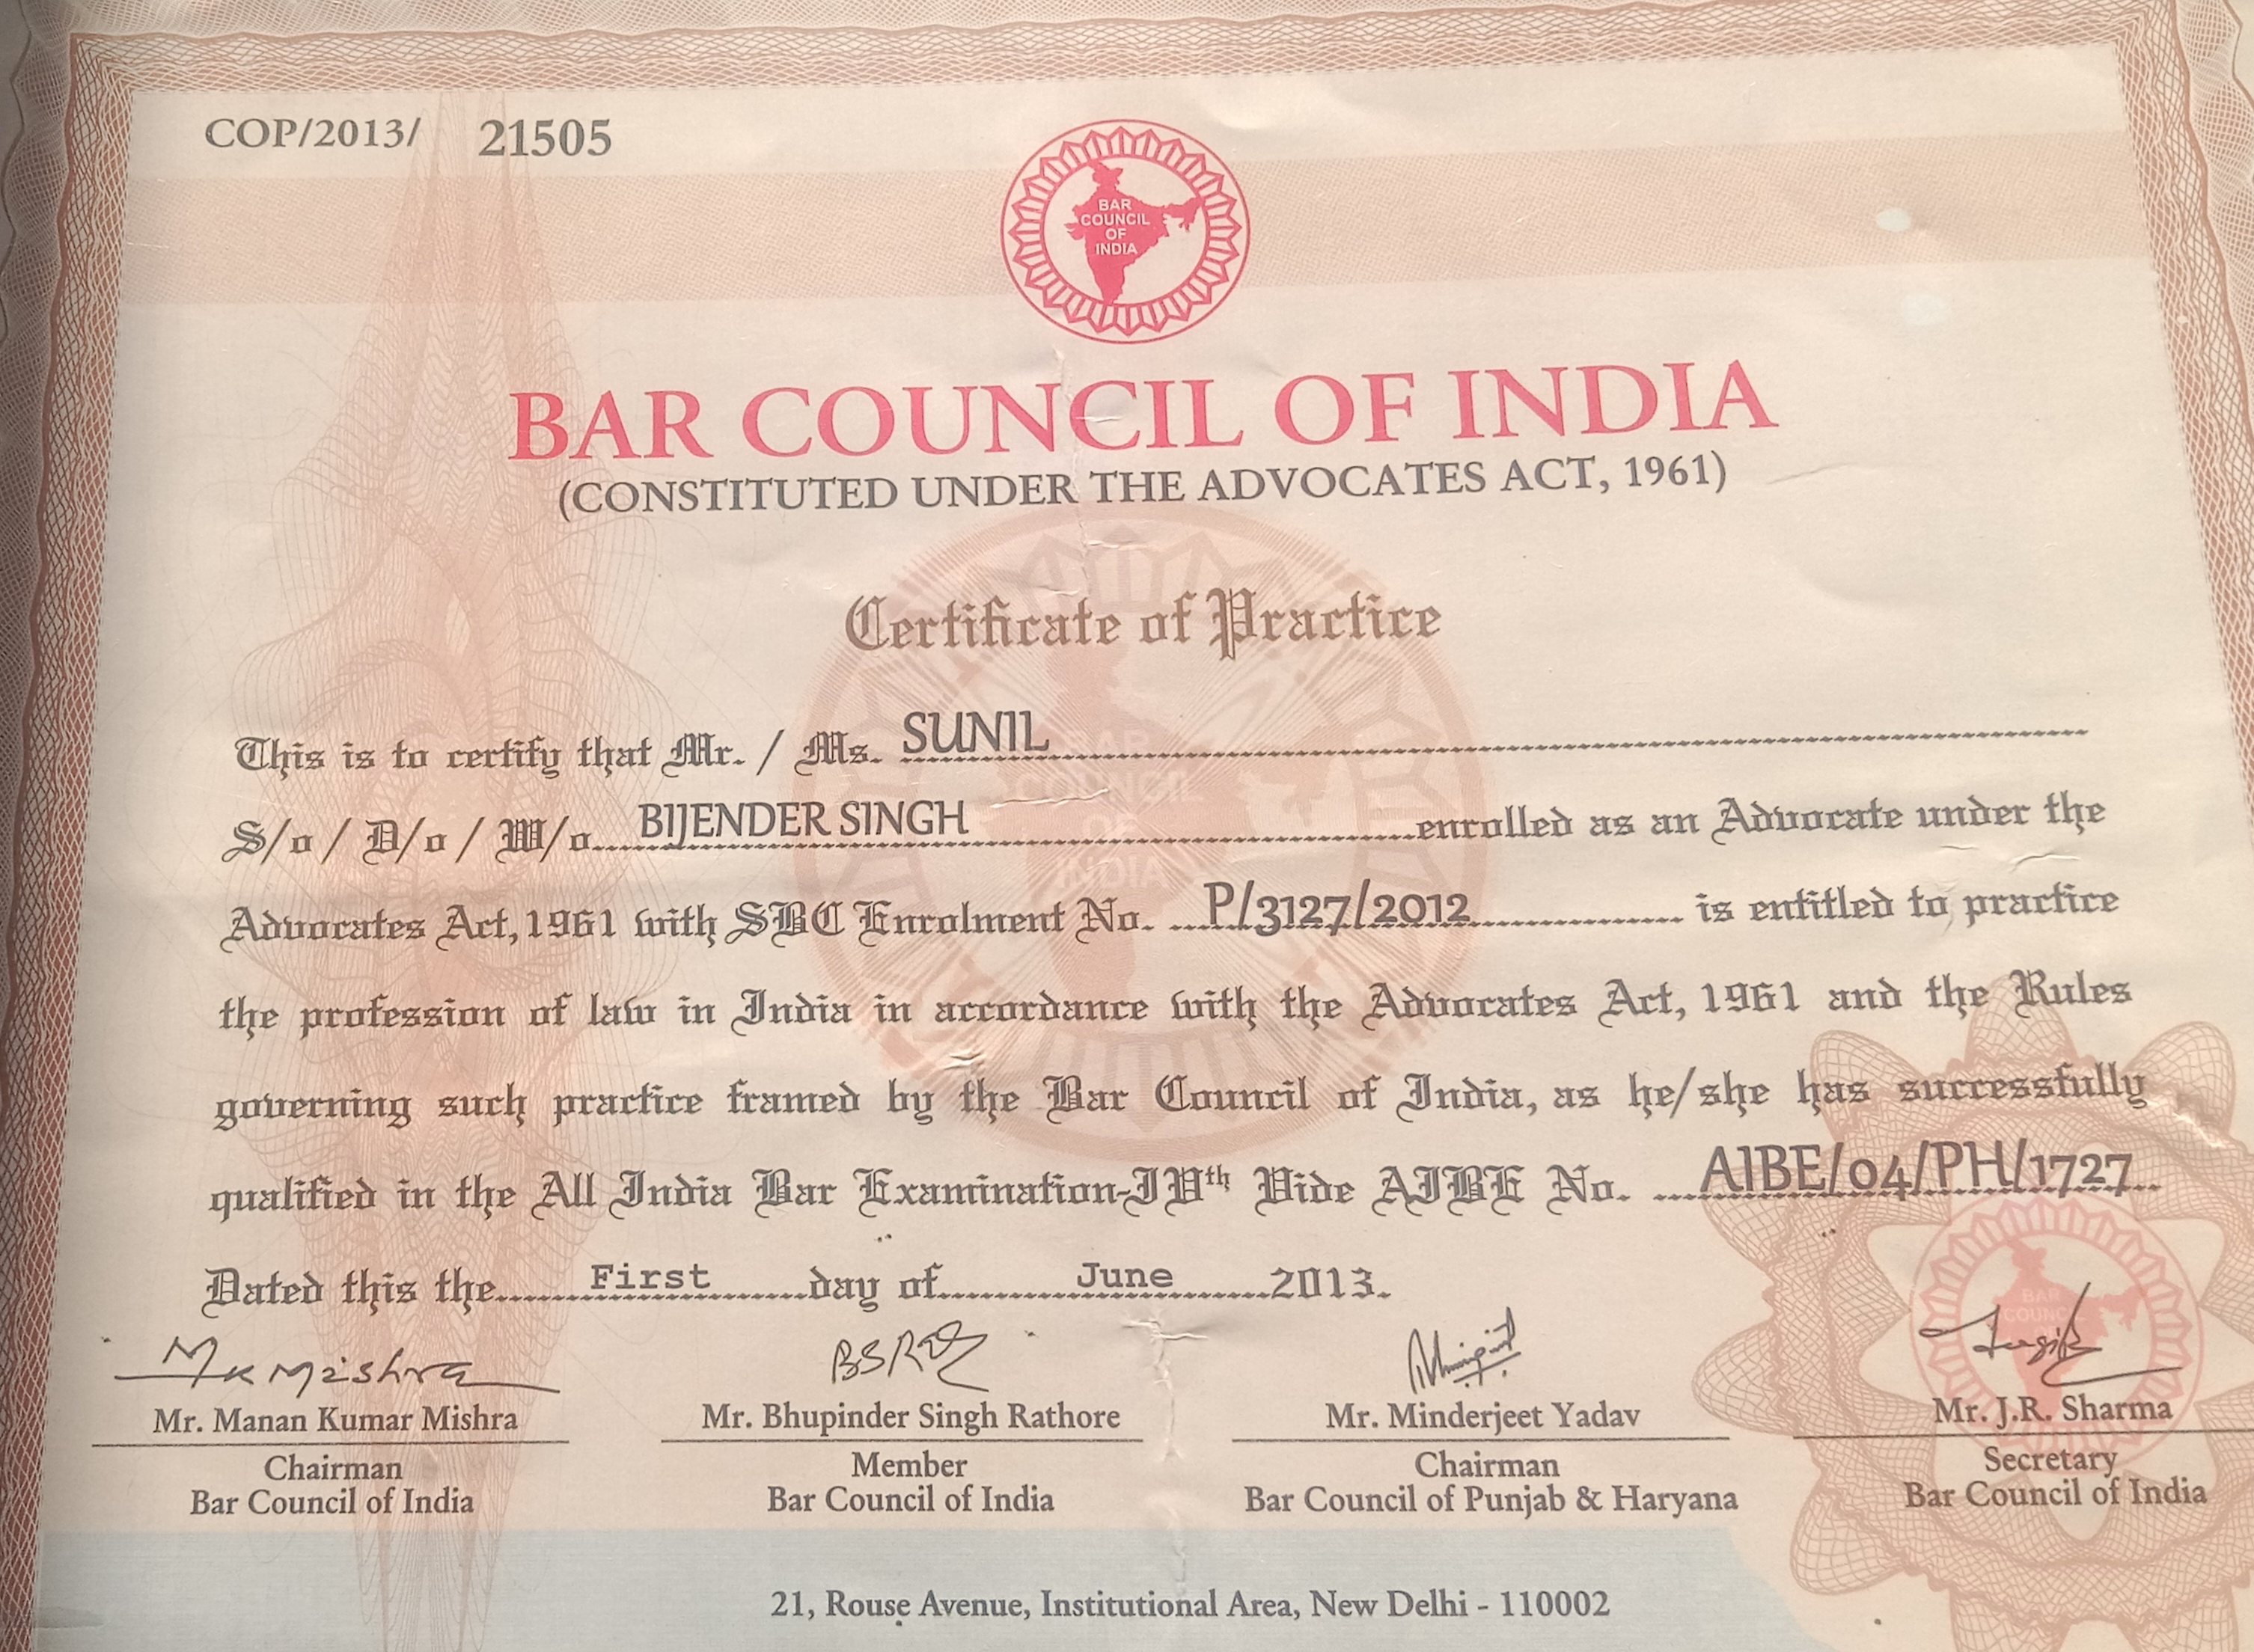 COP/2013/ 21505
BAR
COUNCIL
OF
INDIA
BAR COUNCIL OF INDIA
(CONSTITUTED UNDER THE ADVOCATES ACT, 1961)
Certificate of Practice
This is to certify that Mr. / Ms. SUNIL
S/o / D/o / W/o BIJENDER SINGH enrolled as an Advocate under the
Advocates Act, 1961 with SBC Enrolment No. P/3127/2012 is entitled to practice
the profession of law in India in accordance with the Advocates Act, 1961 and the Rules
governing such practice framed by the Bar Council of India, as he/she has successfully
qualified in the All India Bar Examination-IVth Vide AIBE No. AIBE/04/PH/1727
Dated this the First day of June 2013.
M K Mishra
Mr. Manan Kumar Mishra Mr. Bhupinder Singh Rathore Mr. Minderjeet Yadav Mr. J.R. Sharma
Chairman Member Chairman Secretary
Bar Council of India Bar Council of India Bar Council of Punjab & Haryana Bar Council of India
21, Rouse Avenue, Institutional Area, New Delhi - 110002